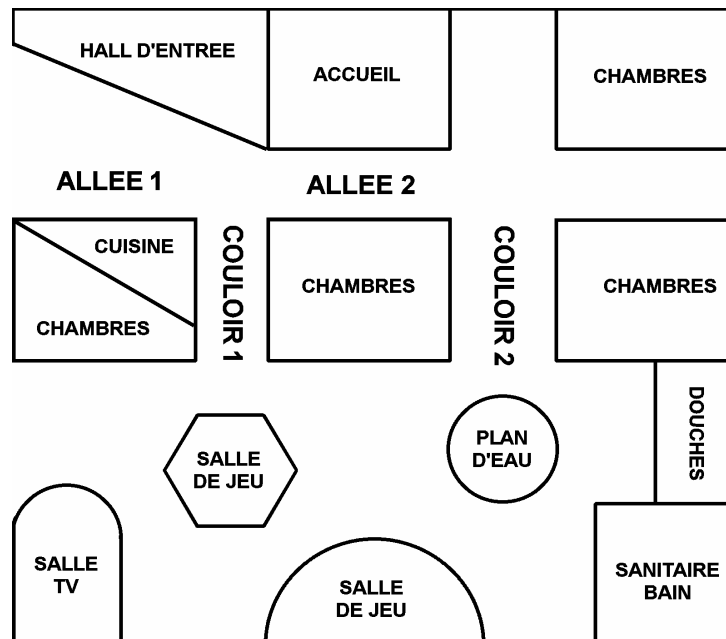 HALL D'ENTREE
ACCUEIL
CHAMBRES
ALLEE 1
ALLEE 2
CUISINE
CHAMBRES
COULOIR 1
CHAMBRES
COULOIR 2
CHAMBRES
SALLE
DE JEU
PLAN
D'EAU
DOUCHES
SALLE
TV
SALLE
DE JEU
SANITAIRE
BAIN